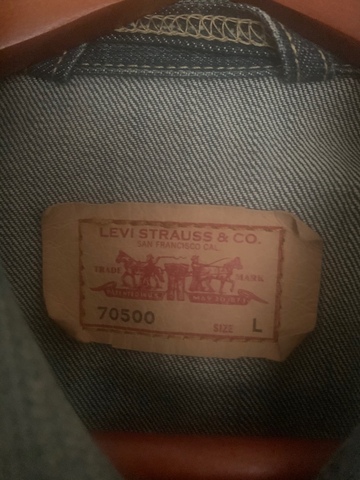 LEVI STRAUSS & CO.
SAN FRANCISCO CAL.
TRADE MARK
70500 SIZE L